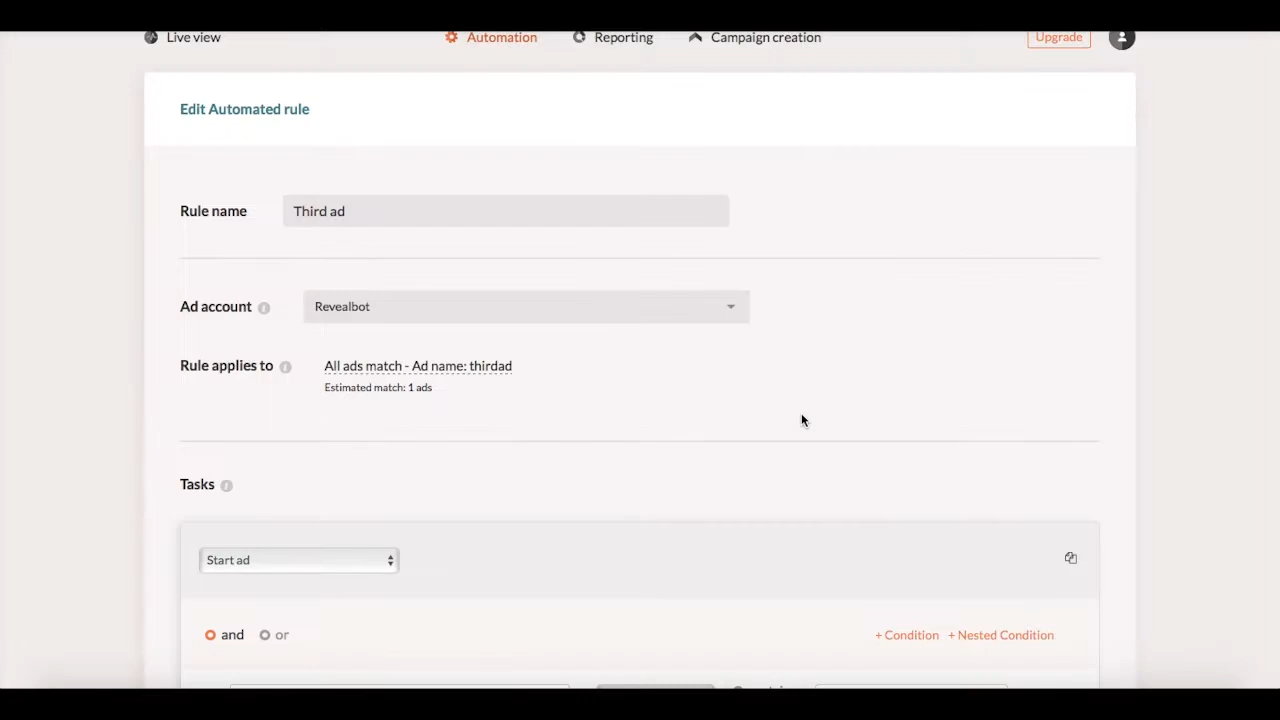 Live view Automation Reporting Campaign creation Upgrade
Edit Automated rule
Rule name Third ad
Ad account Revealbot
Rule applies to All ads match - Ad name: thirdad
Estimated match: 1 ads
Tasks
Start ad
and or + Condition + Nested Condition